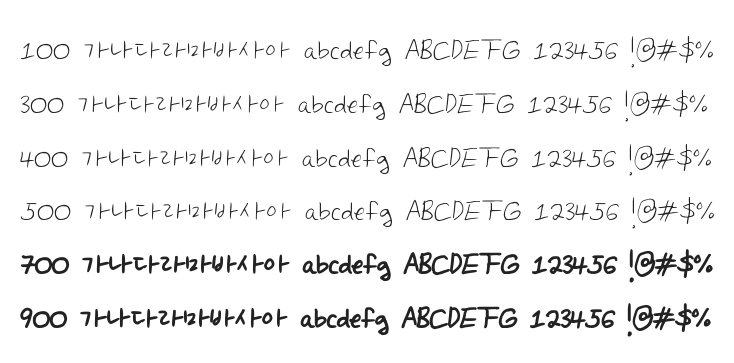 100 가나다라마바사아 abcdefg ABCDEFG 123456 !@#$%
300 가나다라마바사아 abcdefg ABCDEFG 123456 !@#$%
400 가나다라마바사아 abcdefg ABCDEFG 123456 !@#$%
500 가나다라마바사아 abcdefg ABCDEFG 123456 !@#$%
700 가나다라마바사아 abcdefg ABCDEFG 123456 !@#$%
900 가나다라마바사아 abcdefg ABCDEFG 123456 !@#$%